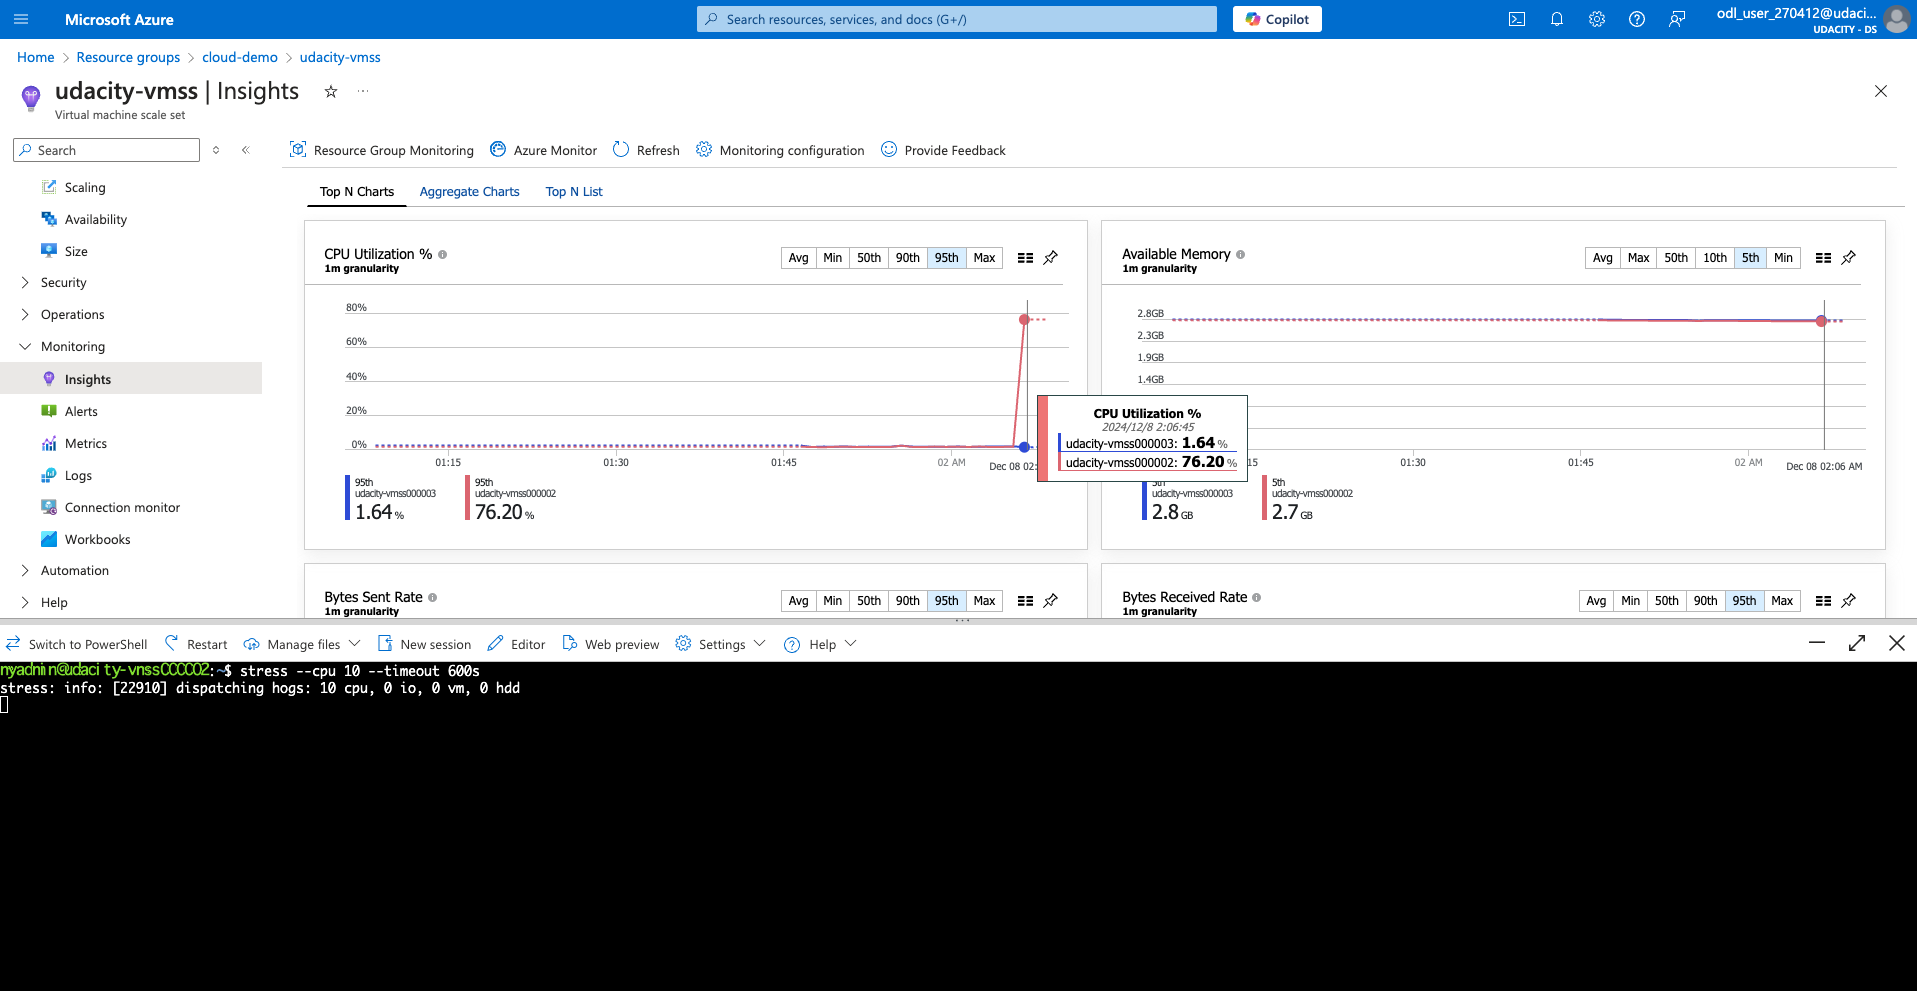 Microsoft Azure
Search resources, services, and docs (G+/)
Copilot
odl_user_270412@udaci...
UDACITY - DS
Home > Resource groups > cloud-demo > udacity-vmss
udacity-vmss | Insights
Virtual machine scale set
Search
Scaling
Availability
Size
Security
Operations
Monitoring
Insights
Alerts
Metrics
Logs
Connection monitor
Workbooks
Automation
Help
Resource Group Monitoring
Azure Monitor
Refresh
Monitoring configuration
Provide Feedback
Top N Charts
Aggregate Charts
Top N List
CPU Utilization %
1m granularity
Avg Min 50th 90th 95th Max
80%
60%
40%
20%
0%
01:15 01:30 01:45 02 AM
Dec 08 02:
95th
udacity-vmss000003
1.64 %
95th
udacity-vmss000002
76.20 %
CPU Utilization %
2024/12/8 2:06:45
udacity-vmss000003: 1.64 %
udacity-vmss000002: 76.20 %
Available Memory
1m granularity
Avg Max 50th 10th 5th Min
2.8GB
2.3GB
1.9GB
1.4GB
15 01:30 01:45 02 AM
Dec 08 02:06 AM
5th
udacity-vmss000003
2.8 GB
5th
udacity-vmss000002
2.7 GB
Bytes Sent Rate
1m granularity
Avg Min 50th 90th 95th Max
Bytes Received Rate
1m granularity
Avg Min 50th 90th 95th Max
Switch to PowerShell
Restart
Manage files
New session
Editor
Web preview
Settings
Help
myadmin@udacity-vmss000002:~$ stress --cpu 10 --timeout 600s
stress: info: [22910] dispatching hogs: 10 cpu, 0 io, 0 vm, 0 hdd